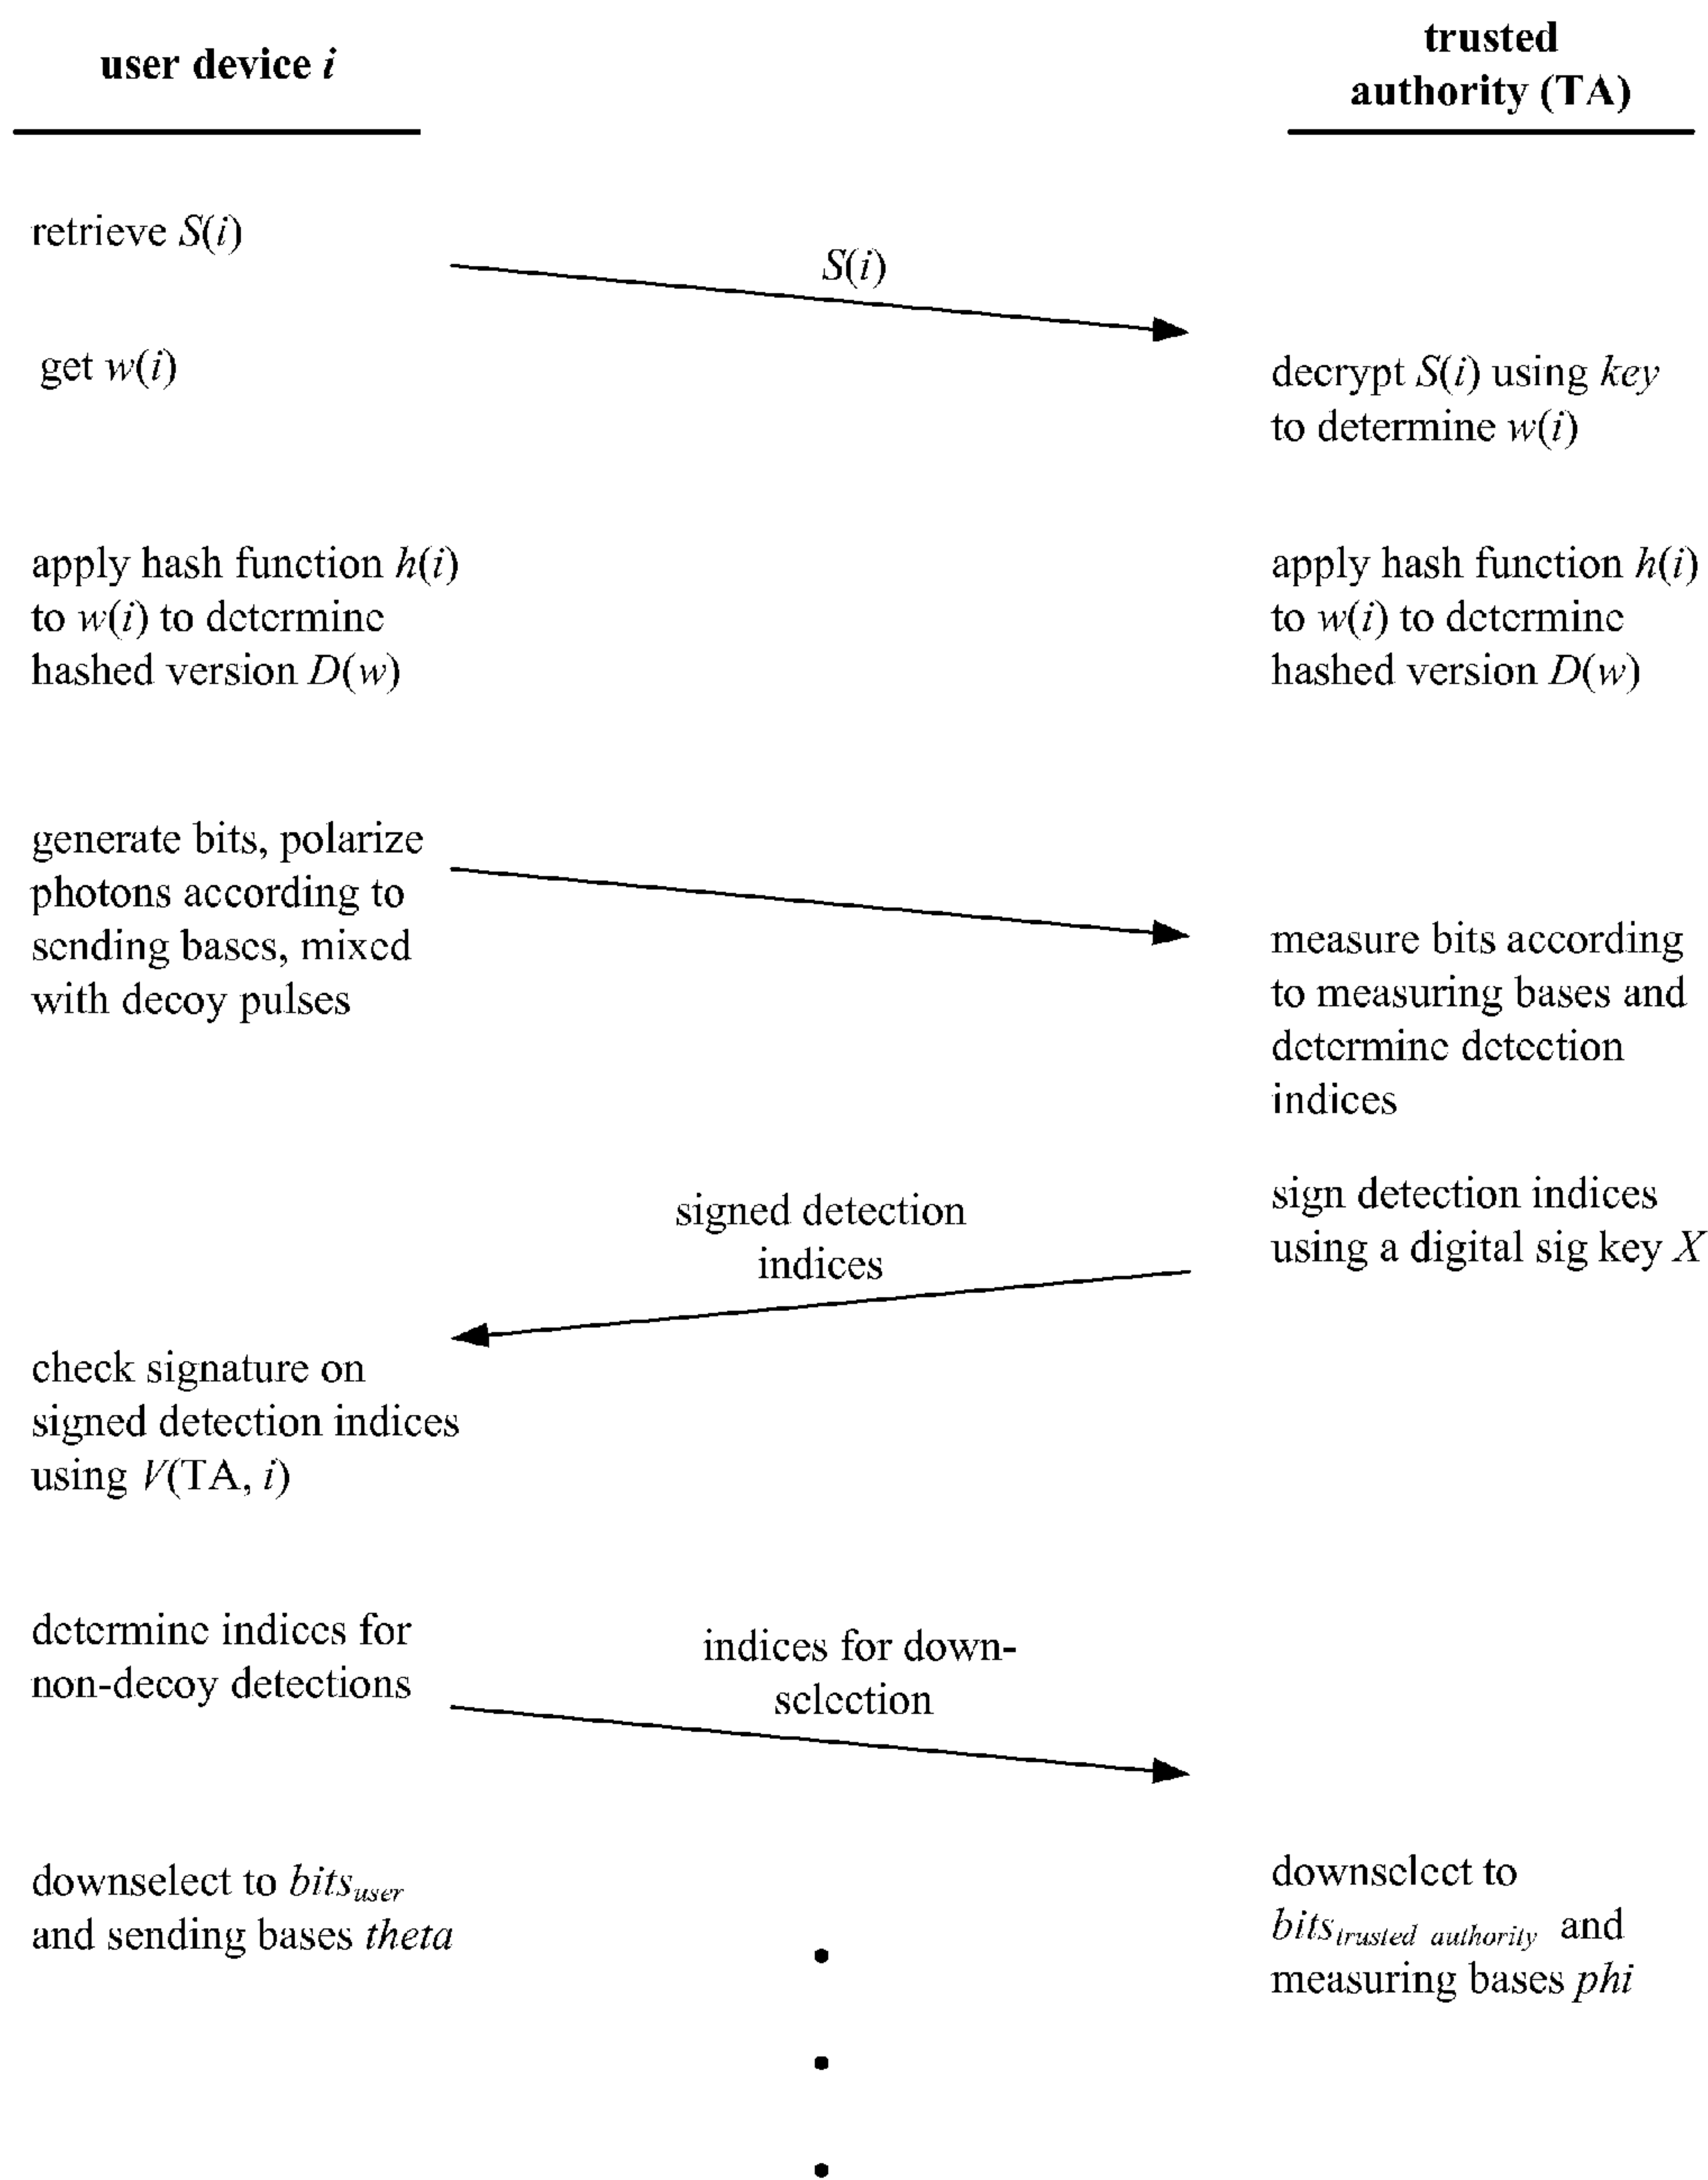 user device i
trusted
authority (TA)
retrieve S(i)
S(i)
get w(i)
decrypt S(i) using key
to determine w(i)
apply hash function h(i)
to w(i) to determine
hashed version D(w)
apply hash function h(i)
to w(i) to determine
hashed version D(w)
generate bits, polarize
photons according to
sending bases, mixed
with decoy pulses
measure bits according
to measuring bases and
determine detection
indices
sign detection indices
using a digital sig key X
signed detection
indices
check signature on
signed detection indices
using V(TA, i)
determine indices for
non-decoy detections
indices for down-
selection
downselect to bits user
and sending bases theta
downselect to
bits trusted authority and
measuring bases phi